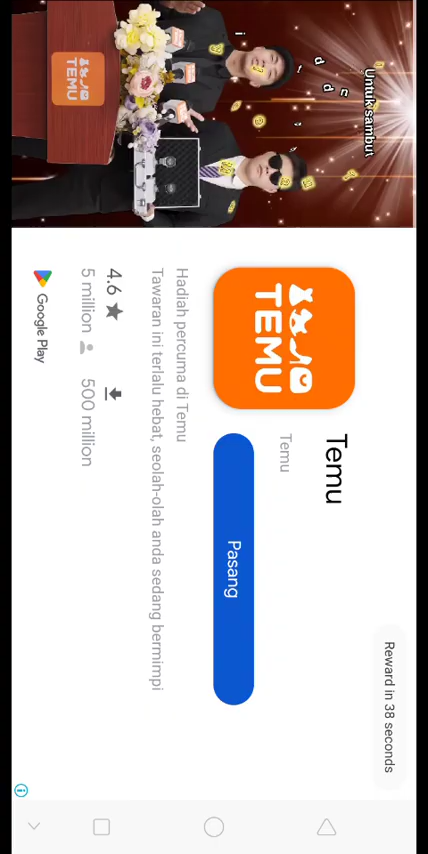 Untuk sambut
TEMU
Reward in 38 seconds
TEMU
Temu
Temu
Pasang
Hadiah percuma di Temu
Tawaran ini terlalu hebat, seolah-olah anda sedang bermimpi
4.6 ★
5 million
500 million
Google Play